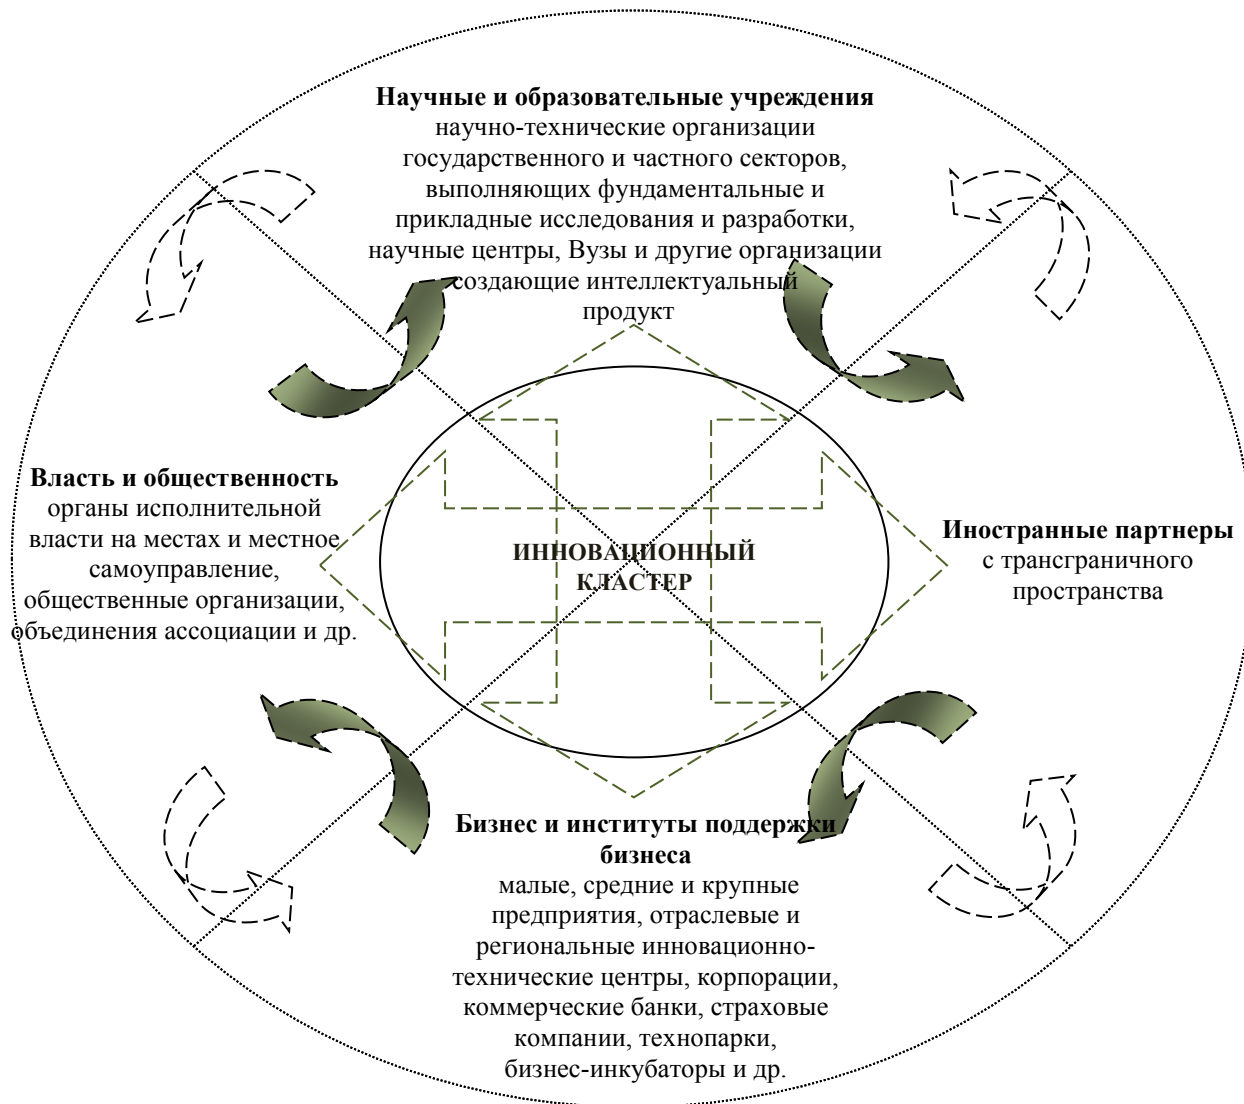 Научные и образовательные учреждения
научно-технические организации
государственного и частного секторов,
выполняющих фундаментальные и
прикладные исследования и разработки,
научные центры, Вузы и другие организации
создающие интеллектуальный
продукт
Власть и общественность
органы исполнительной
власти на местах и местное
самоуправление,
общественные организации,
объединения ассоциации и др.
ИННОВАЦИОННЫЙ
КЛАСТЕР
Иностранные партнеры
с трансграничного
пространства
Бизнес и институты поддержки
бизнеса
малые, средние и крупные
предприятия, отраслевые и
региональные инновационно-
технические центры, корпорации,
коммерческие банки, страховые
компании, технопарки,
бизнес-инкубаторы и др.